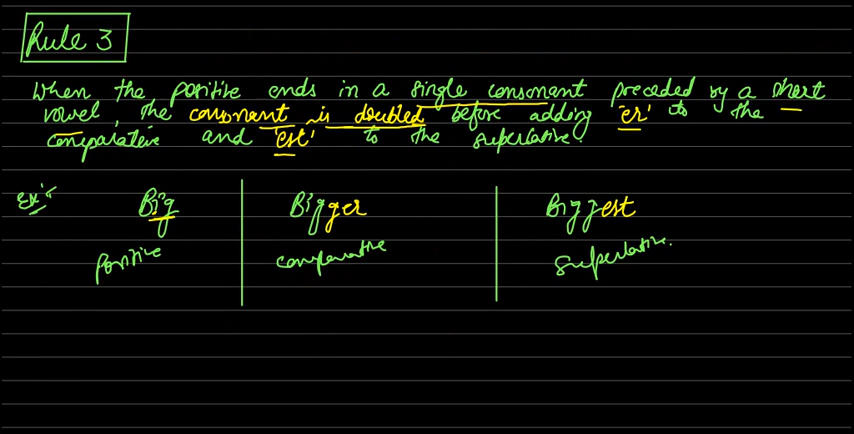 Rule 3
When the positive ends in a single consonant preceded by a short
vowel, the consonant is doubled before adding 'er' to the
comparative and 'est' to the superlative.
Ex:- Big Bigger Biggest
positive comparative superlative.